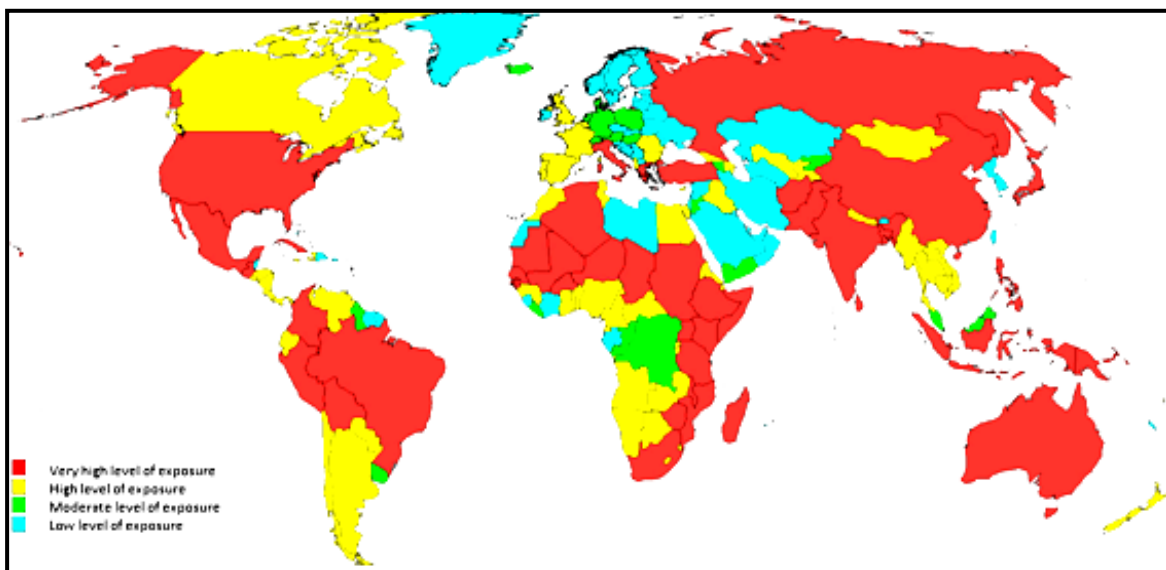 Very high level of exposure
High level of exposure
Moderate level of exposure
Low level of exposure